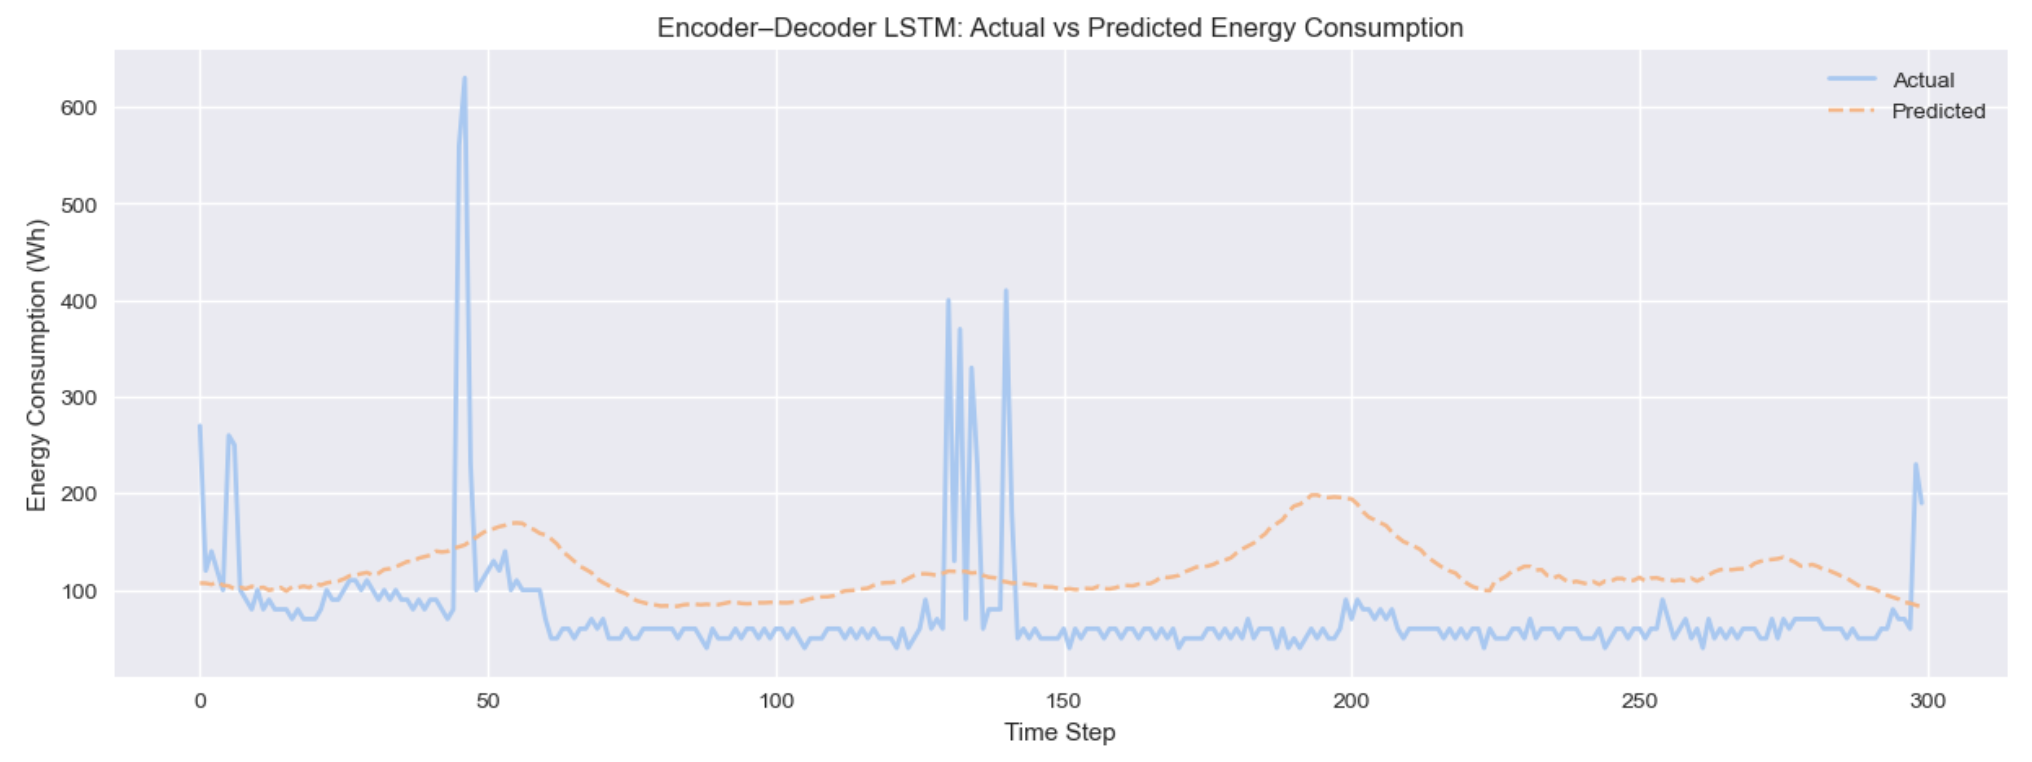 Encoder–Decoder LSTM: Actual vs Predicted Energy Consumption
Actual
Predicted
Energy Consumption (Wh)
600
500
400
300
200
100
0 50 100 150 200 250 300
Time Step